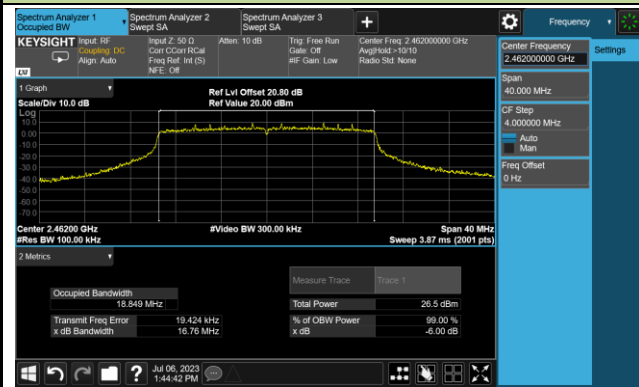 Spectrum Analyzer 1
Occupied BW
Spectrum Analyzer 2
Swept SA
Spectrum Analyzer 3
Swept SA
+
Frequency
KEYSIGHT
Input: RF
Coupling: DC
Align: Auto
Input Z: 50 Ω
Corr CCorr RCal
Freq Ref: Int (S)
NFE: Off
Atten: 10 dB
Trig: Free Run
Gate: Off
#IF Gain: Low
Center Freq: 2.462000000 GHz
Avg|Hold:>10/10
Radio Std: None
LXI
Center Frequency
2.462000000 GHz
Settings
Span
40.000 MHz
CF Step
4.000000 MHz
Auto
Man
Freq Offset
0 Hz
1 Graph
Scale/Div 10.0 dB
Ref Lvl Offset 20.80 dB
Ref Value 20.00 dBm
Log
10.0
0.00
-10.0
-20.0
-30.0
-40.0
-50.0
-60.0
-70.0
Center 2.46200 GHz
#Video BW 300.00 kHz
Span 40 MHz
#Res BW 100.00 kHz
Sweep 3.87 ms (2001 pts)
2 Metrics
Measure Trace
Trace 1
Occupied Bandwidth
18.849 MHz
Total Power
26.5 dBm
Transmit Freq Error
19.424 kHz
% of OBW Power
99.00 %
x dB Bandwidth
16.76 MHz
x dB
-6.00 dB
?
Jul 06, 2023
1:44:42 PM